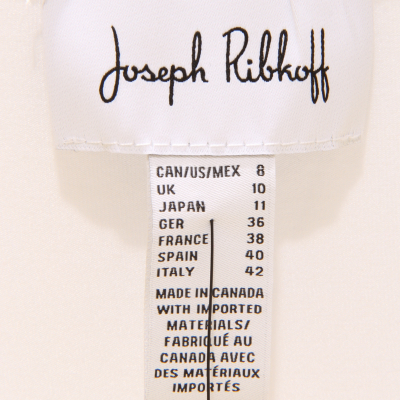 Joseph Ribkoff
CAN/US/MEX 8
UK 10
JAPAN 11
GER 36
FRANCE 38
SPAIN 40
ITALY 42
MADE IN CANADA
WITH IMPORTED
MATERIALS/
FABRIQUÉ AU
CANADA AVEC
DES MATÉRIAUX
IMPORTÉS